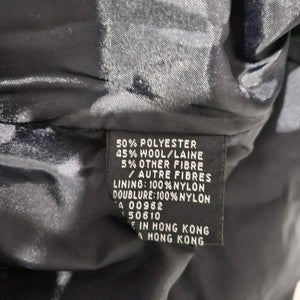 50% POLYESTER
45% WOOL/LAINE
5% OTHER FIBRE
/ AUTRE FIBRES
LINING: 100% NYLON
DOUBLURE: 100% NYLON
CA 00962
50610
IN HONG KONG
A HONG KONG